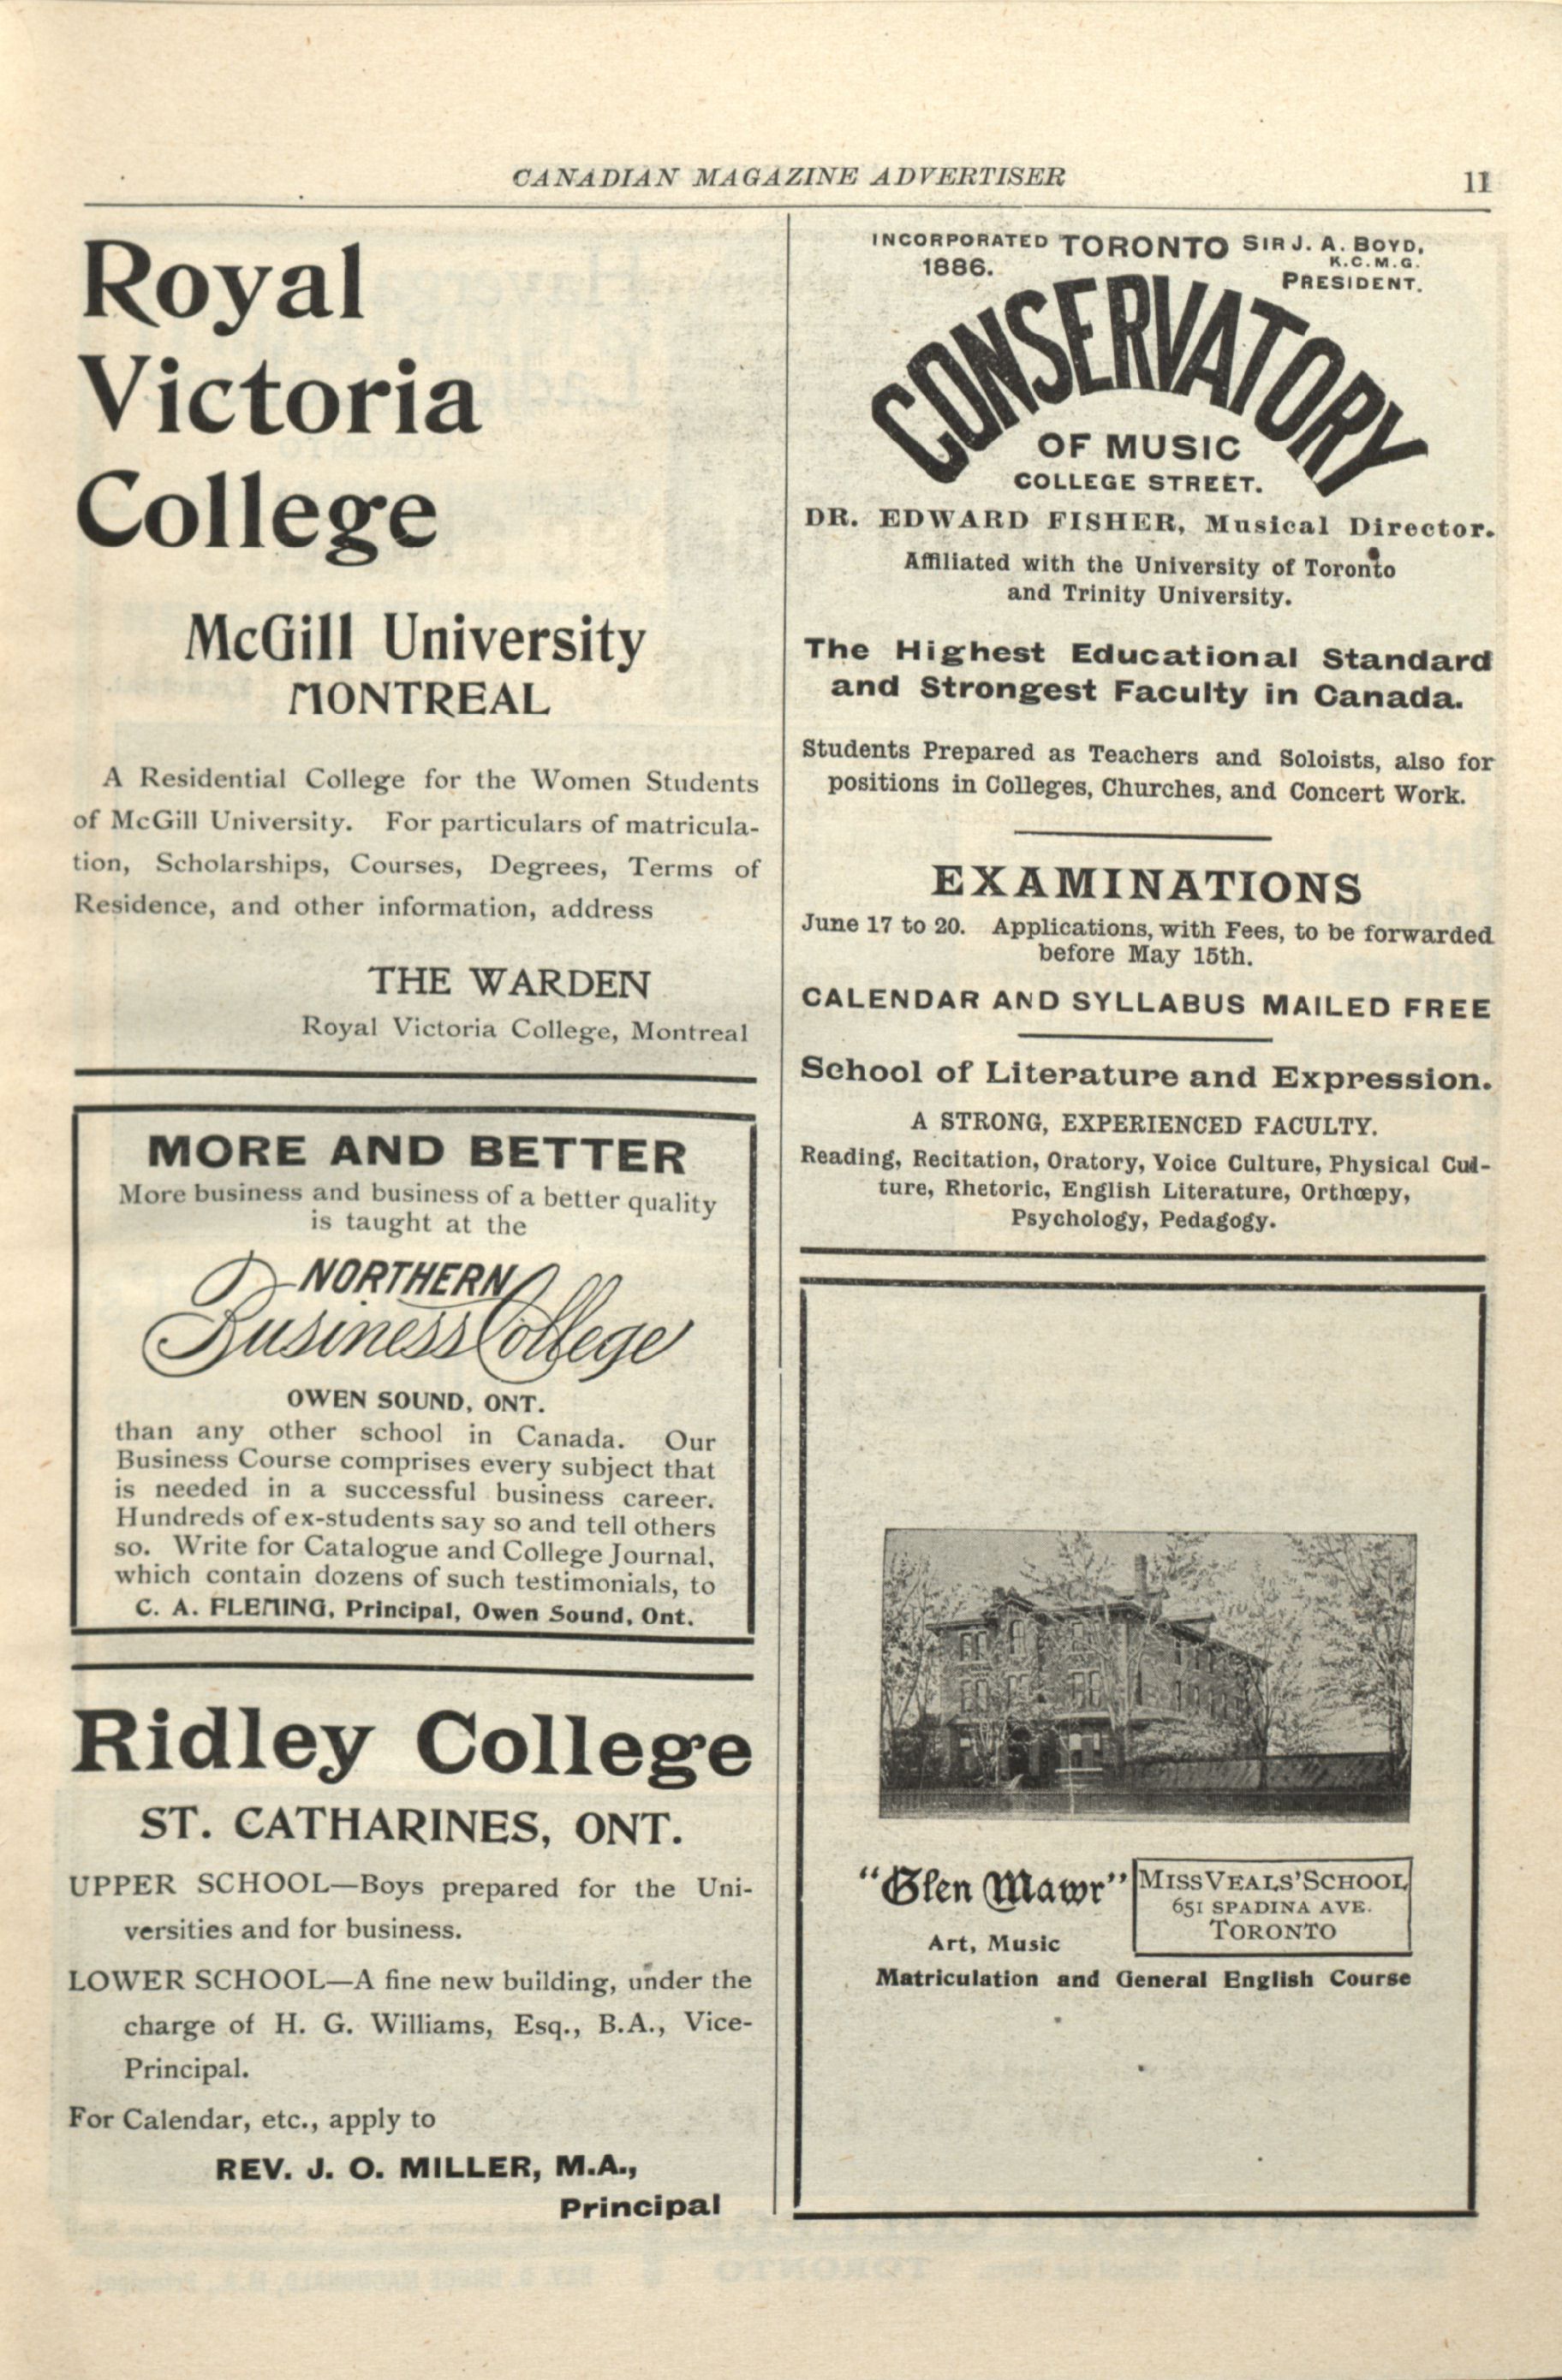 CANADIAN MAGAZINE ADVERTISER 11
Royal
Victoria
College
McGill University
MONTREAL
A Residential College for the Women Students
of McGill University. For particulars of matricula-
tion, Scholarships, Courses, Degrees, Terms of
Residence, and other information, address
THE WARDEN
Royal Victoria College, Montreal
MORE AND BETTER
More business and business of a better quality
is taught at the
NORTHERN
Business College
OWEN SOUND, ONT.
than any other school in Canada. Our
Business Course comprises every subject that
is needed in a successful business career.
Hundreds of ex-students say so and tell others
so. Write for Catalogue and College Journal,
which contain dozens of such testimonials, to
C. A. FLEMING, Principal, Owen Sound, Ont.
Ridley College
ST. CATHARINES, ONT.
UPPER SCHOOL—Boys prepared for the Uni-
versities and for business.
LOWER SCHOOL—A fine new building, under the
charge of H. G. Williams, Esq., B.A., Vice-
Principal.
For Calendar, etc., apply to
REV. J. O. MILLER, M.A.,
Principal
INCORPORATED TORONTO SIR J. A. BOYD,
1886. K.C.M.G.
PRESIDENT.
CONSERVATORY
OF MUSIC
COLLEGE STREET.
DR. EDWARD FISHER, Musical Director.
Affiliated with the University of Toronto
and Trinity University.
The Highest Educational Standard
and Strongest Faculty in Canada.
Students Prepared as Teachers and Soloists, also for
positions in Colleges, Churches, and Concert Work.
EXAMINATIONS
June 17 to 20. Applications, with Fees, to be forwarded
before May 15th.
CALENDAR AND SYLLABUS MAILED FREE
School of Literature and Expression.
A STRONG, EXPERIENCED FACULTY.
Reading, Recitation, Oratory, Voice Culture, Physical Cul-
ture, Rhetoric, English Literature, Orthœpy,
Psychology, Pedagogy.
"Glen Mawr" MISS VEALS' SCHOOL
651 SPADINA AVE.
TORONTO
Art, Music
Matriculation and General English Course